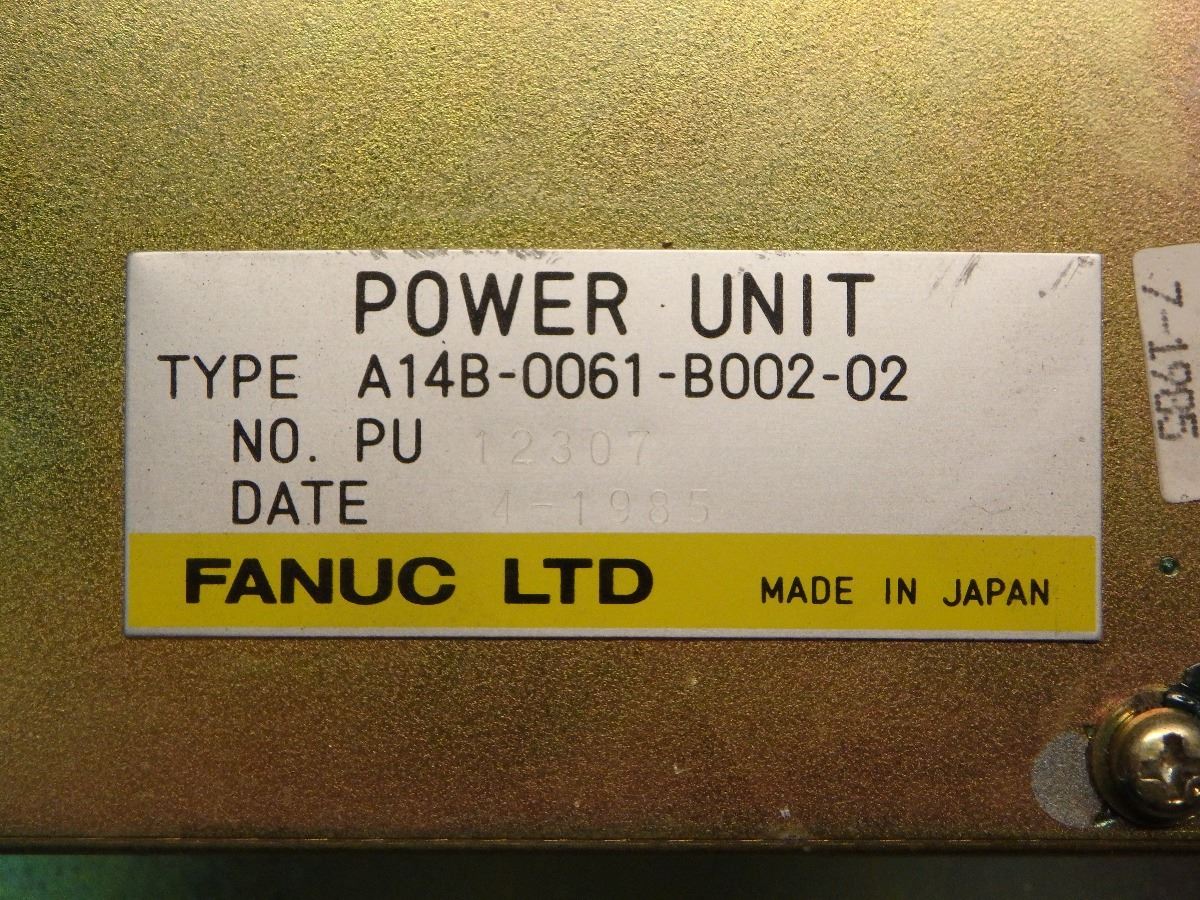 POWER UNIT
TYPE A14B-0061-B002-02
NO. PU 12307
DATE 4-1985
FANUC LTD MADE IN JAPAN
7-1985